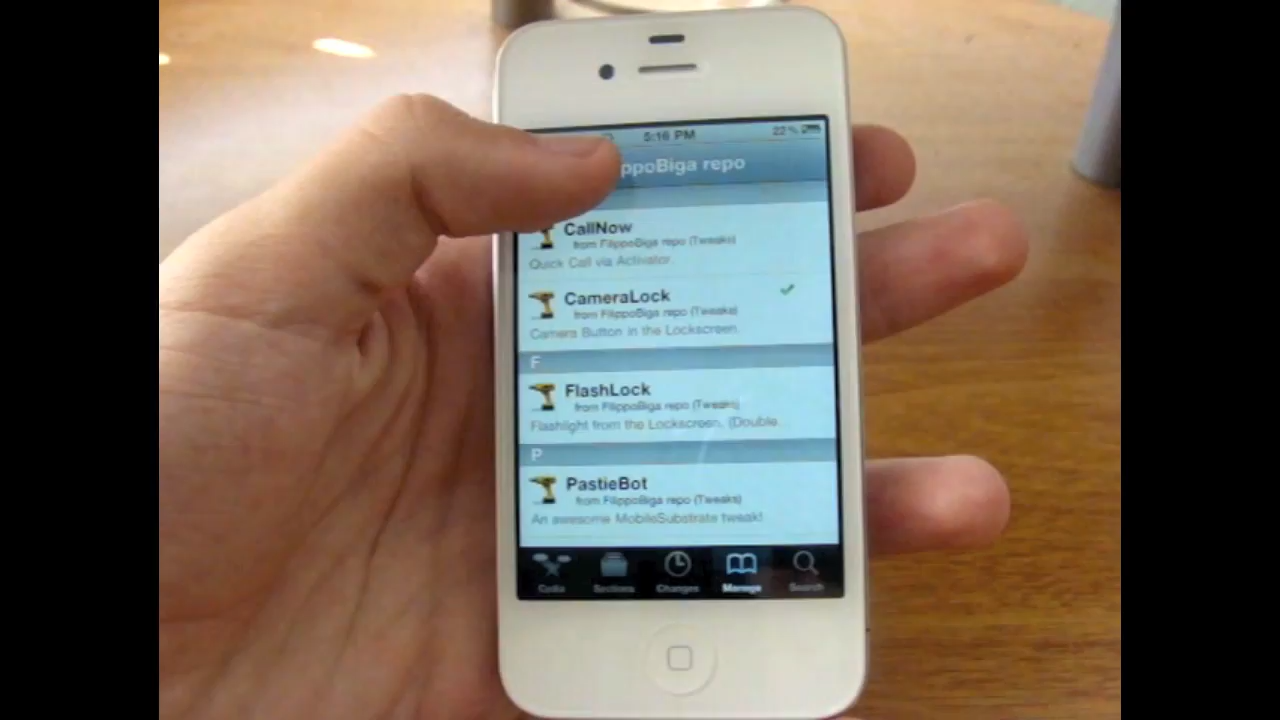 5:16 PM
22%
ppoBiga repo
CallNow
from FilippoBiga repo (Tweaks)
Quick Call via Activator.
CameraLock
from FilippoBiga repo (Tweaks)
Camera Button in the Lockscreen.
F
FlashLock
from FilippoBiga repo (Tweaks)
Flashlight from the Lockscreen. (Double...
P
PastieBot
from FilippoBiga repo (Tweaks)
An awesome MobileSubstrate tweak!
Cydia
Sections
Changes
Manage
Search